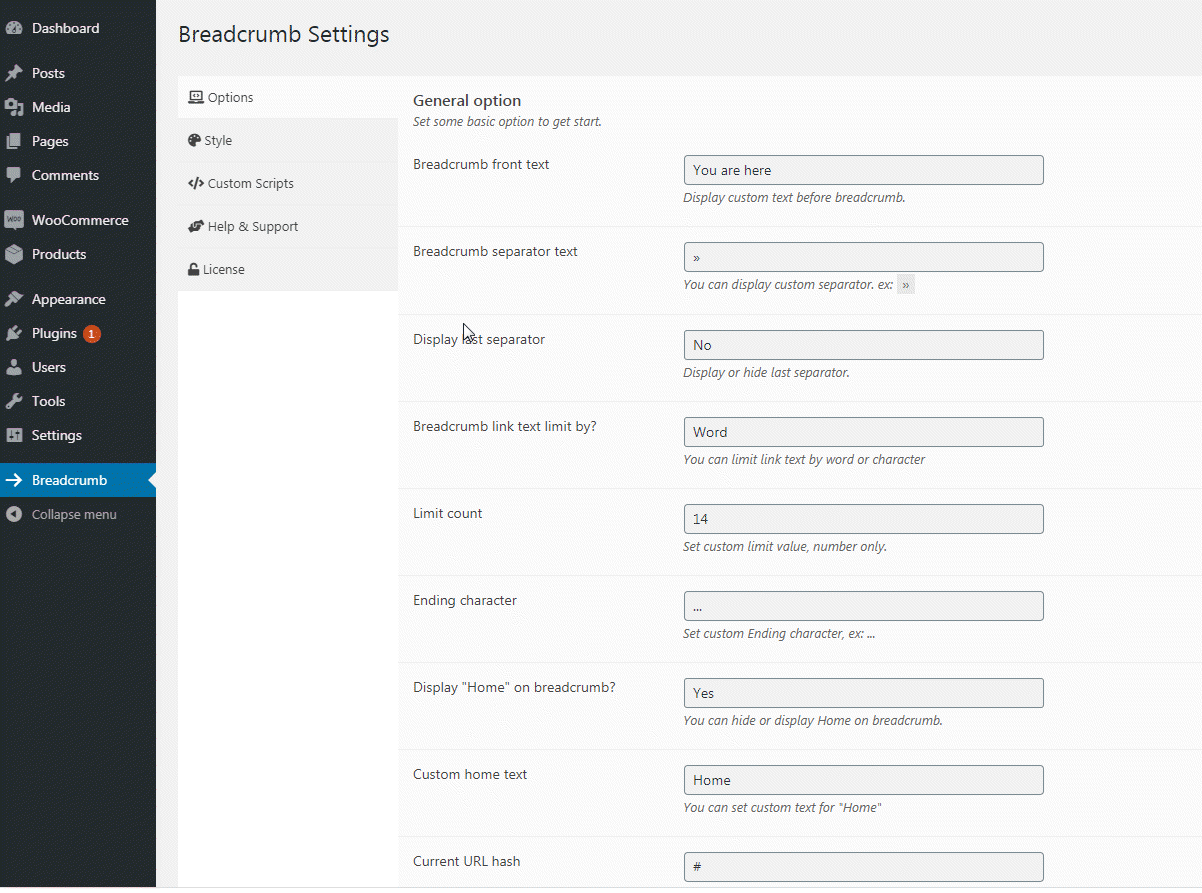 Dashboard
Posts
Media
Pages
Comments
WOO WooCommerce
Products
Appearance
Plugins 1
Users
Tools
Settings
Breadcrumb
Collapse menu
Breadcrumb Settings
Options
Style
Custom Scripts
Help & Support
License
General option
Set some basic option to get start.
Breadcrumb front text
You are here
Display custom text before breadcrumb.
Breadcrumb separator text
»
You can display custom separator. ex: »
Display last separator
No
Display or hide last separator.
Breadcrumb link text limit by?
Word
You can limit link text by word or character
Limit count
14
Set custom limit value, number only.
Ending character
...
Set custom Ending character, ex: ...
Display "Home" on breadcrumb?
Yes
You can hide or display Home on breadcrumb.
Custom home text
Home
You can set custom text for "Home"
Current URL hash
#